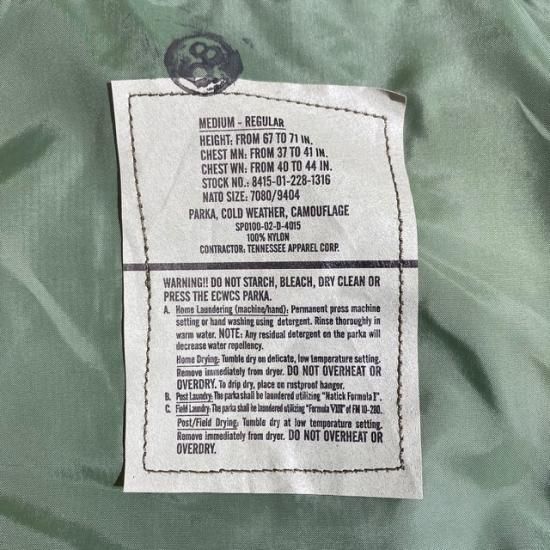 88
MEDIUM - REGULAR
HEIGHT: FROM 67 TO 71 IN.
CHEST MN: FROM 37 TO 41 IN.
CHEST WN: FROM 40 TO 44 IN.
STOCK NO.: 8415-01-228-1316
NATO SIZE: 7080/9404
PARKA, COLD WEATHER, CAMOUFLAGE
SPO100-02-D-4015
100% NYLON
CONTRACTOR: TENNESSEE APPAREL CORP.
WARNING!! DO NOT STARCH, BLEACH, DRY CLEAN OR
PRESS THE ECWCS PARKA.
A. Home Laundering (machine/hand): Permanent press machine
setting or hand washing using detergent. Rinse thoroughly in
warm water. NOTE: Any residual detergent on the parka will
decrease water repellency.
Home Drying: Tumble dry on delicate, low temperature setting.
Remove immediately from dryer. DO NOT OVERHEAT OR
OVERDRY. To drip dry, place on rustproof hanger.
B. Post Laundry: The parka shall be laundered utilizing "Natick Formula I".
C. Field Laundry: The parka shall be laundered utilizing "Formula VIII" of FM 10-280.
Post/Field Drying: Tumble dry at low temperature setting.
Remove immediately from dryer. DO NOT OVERHEAT OR
OVERDRY.